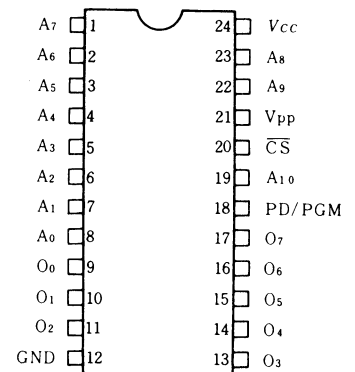 A7 1 24 Vcc
A6 2 23 A8
A5 3 22 A9
A4 4 21 Vpp
A3 5 20 C̅S̅
A2 6 19 A10
A1 7 18 PD/PGM
A0 8 17 O7
O0 9 16 O6
O1 10 15 O5
O2 11 14 O4
GND 12 13 O3